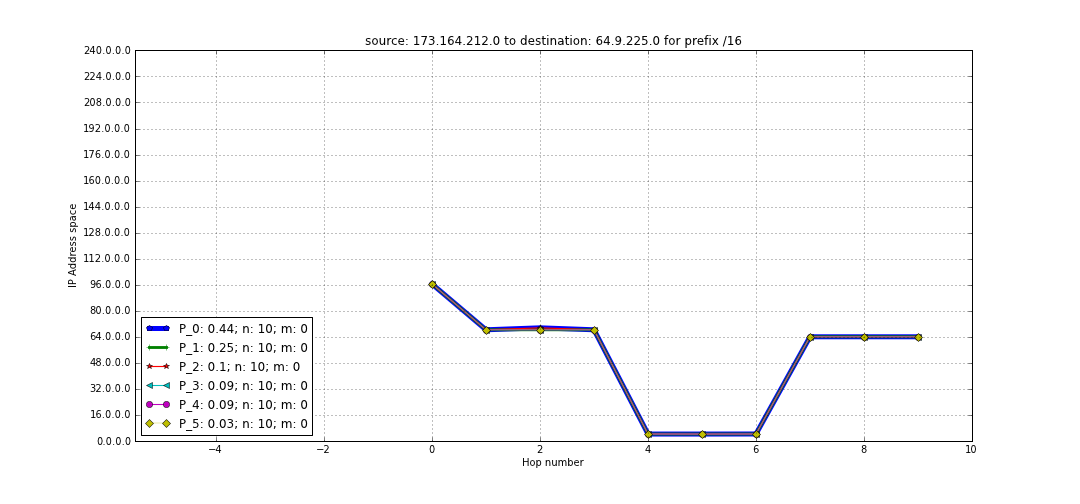 source: 173.164.212.0 to destination: 64.9.225.0 for prefix /16
240.0.0.0
224.0.0.0
208.0.0.0
192.0.0.0
176.0.0.0
160.0.0.0
144.0.0.0
128.0.0.0
112.0.0.0
96.0.0.0
80.0.0.0
64.0.0.0
48.0.0.0
32.0.0.0
16.0.0.0
0.0.0.0
IP Address space
P_0: 0.44; n: 10; m: 0
P_1: 0.25; n: 10; m: 0
P_2: 0.1; n: 10; m: 0
P_3: 0.09; n: 10; m: 0
P_4: 0.09; n: 10; m: 0
P_5: 0.03; n: 10; m: 0
−4 −2 0 2 4 6 8 10
Hop number